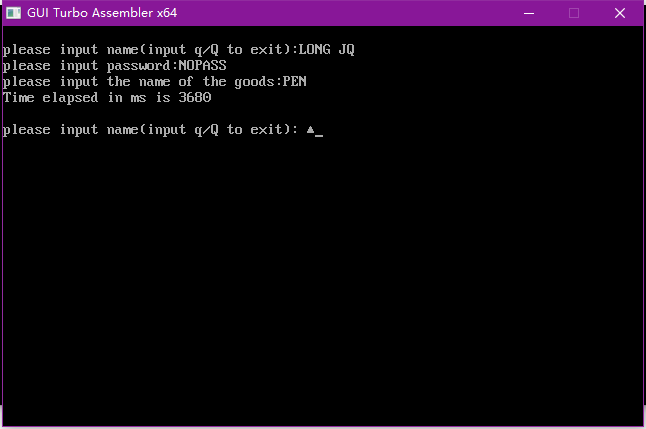 GUI Turbo Assembler x64
please input name(input q/Q to exit):LONG JQ
please input password:NOPASS
please input the name of the goods:PEN
Time elapsed in ms is 3680
please input name(input q/Q to exit): ▲_